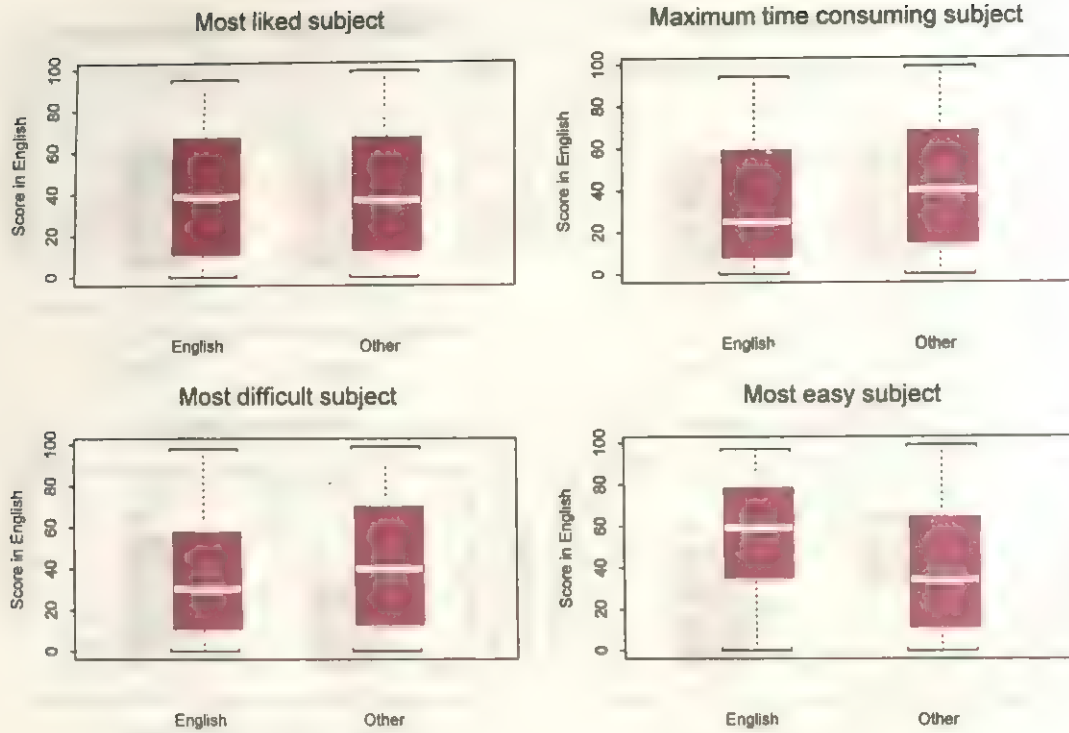 Most liked subject
Score in English
100
80
60
40
20
0
English
Other
Maximum time consuming subject
Score in English
100
80
60
40
20
0
English
Other
Most difficult subject
Score in English
100
80
60
40
20
0
English
Other
Most easy subject
Score in English
100
80
60
40
20
0
English
Other